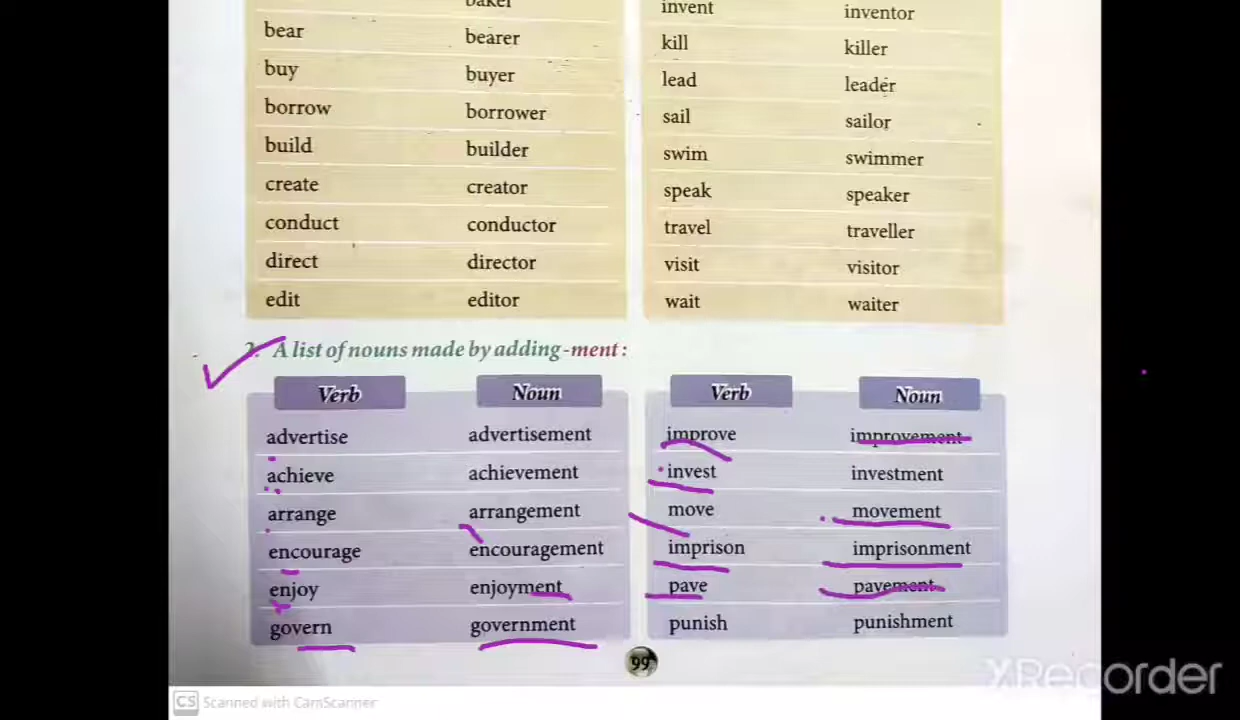 baker
bear bearer
buy buyer
borrow borrower
build builder
create creator
conduct conductor
direct director
edit editor
invent inventor
kill killer
lead leader
sail sailor
swim swimmer
speak speaker
travel traveller
visit visitor
wait waiter
2. A list of nouns made by adding -ment :
Verb Noun
advertise advertisement
achieve achievement
arrange arrangement
encourage encouragement
enjoy enjoyment
govern government
Verb Noun
improve improvement
invest investment
move movement
imprison imprisonment
pave pavement
punish punishment
99
CS Scanned with CamScanner
XRecorder